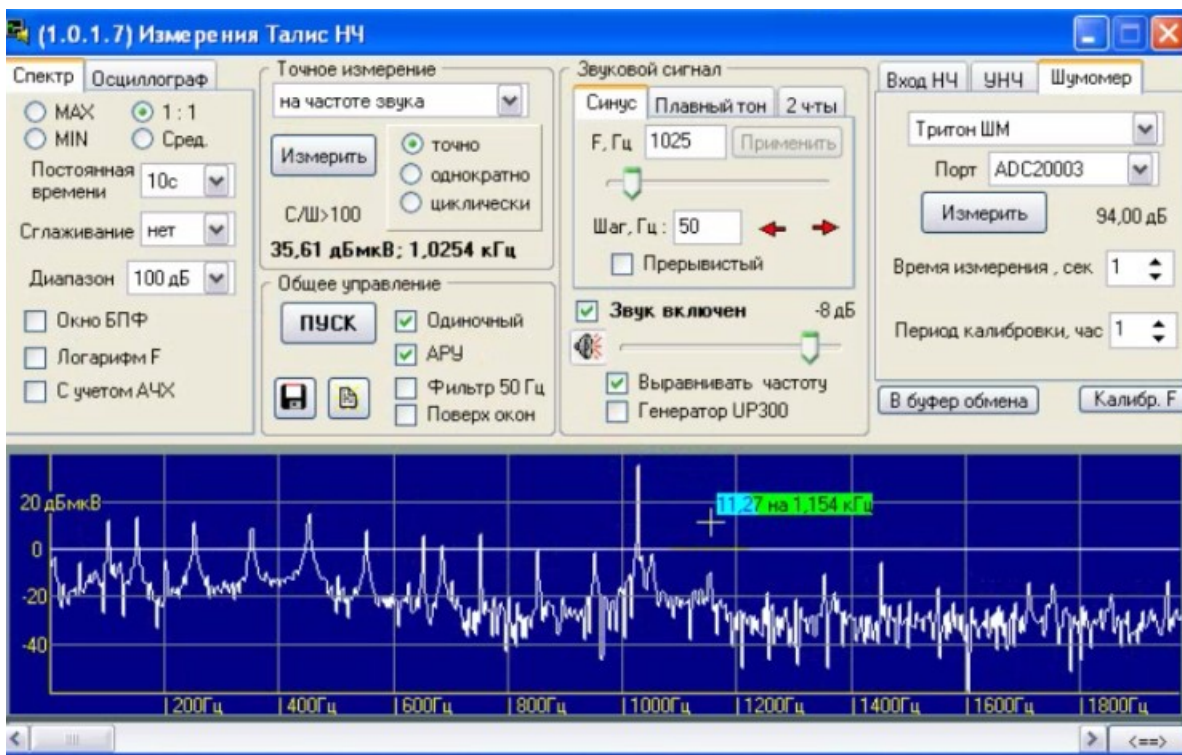 (1.0.1.7) Измерения Талис НЧ
Спектр Осциллограф
MAX 1 : 1
MIN Сред.
Постоянная времени 10с
Сглаживание нет
Диапазон 100 дБ
Окно БПФ
Логарифм F
С учетом АЧХ
Точное измерение
на частоте звука
Измерить
точно
однократно
циклически
С/Ш>100
35,61 дБмкВ; 1,0254 кГц
Общее управление
ПУСК
Одиночный
АРУ
Фильтр 50 Гц
Поверх окон
Звуковой сигнал
Синус Плавный тон 2 ч-ты
F, Гц 1025 Применить
Шаг, Гц : 50
Прерывистый
Звук включен -8 дБ
Выравнивать частоту
Генератор UP300
Вход НЧ УНЧ Шумомер
Тритон ШМ
Порт ADC20003
Измерить 94,00 дБ
Время измерения , сек 1
Период калибровки, час 1
В буфер обмена Калибр. F
20 дБмкВ
11,27 на 1,154 кГц
0
-20
-40
200Гц 400Гц 600Гц 800Гц 1000Гц 1200Гц 1400Гц 1600Гц 1800Гц
<==>